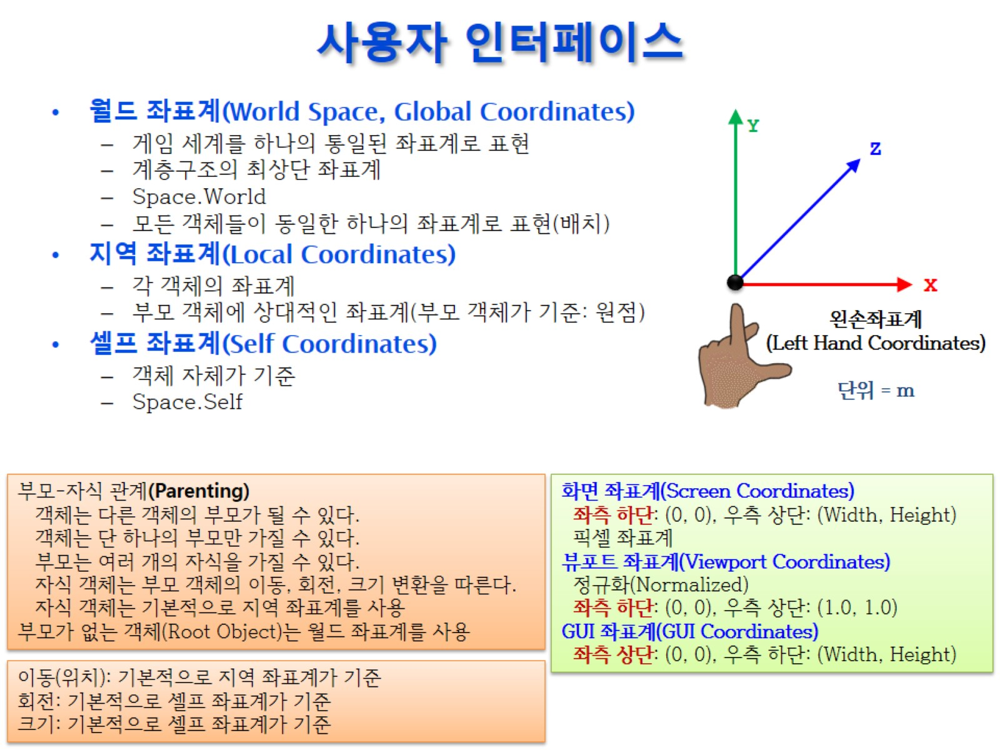 사용자 인터페이스
• 월드 좌표계(World Space, Global Coordinates)
– 게임 세계를 하나의 통일된 좌표계로 표현
– 계층구조의 최상단 좌표계
– Space.World
– 모든 객체들이 동일한 하나의 좌표계로 표현(배치)
• 지역 좌표계(Local Coordinates)
– 각 객체의 좌표계
– 부모 객체에 상대적인 좌표계(부모 객체가 기준: 원점)
• 셀프 좌표계(Self Coordinates)
– 객체 자체가 기준
– Space.Self
Y
Z
X
왼손좌표계
(Left Hand Coordinates)
단위 = m
부모-자식 관계(Parenting)
객체는 다른 객체의 부모가 될 수 있다.
객체는 단 하나의 부모만 가질 수 있다.
부모는 여러 개의 자식을 가질 수 있다.
자식 객체는 부모 객체의 이동, 회전, 크기 변환을 따른다.
자식 객체는 기본적으로 지역 좌표계를 사용
부모가 없는 객체(Root Object)는 월드 좌표계를 사용
이동(위치): 기본적으로 지역 좌표계가 기준
회전: 기본적으로 셀프 좌표계가 기준
크기: 기본적으로 셀프 좌표계가 기준
화면 좌표계(Screen Coordinates)
좌측 하단: (0, 0), 우측 상단: (Width, Height)
픽셀 좌표계
뷰포트 좌표계(Viewport Coordinates)
정규화(Normalized)
좌측 하단: (0, 0), 우측 상단: (1.0, 1.0)
GUI 좌표계(GUI Coordinates)
좌측 상단: (0, 0), 우측 하단: (Width, Height)